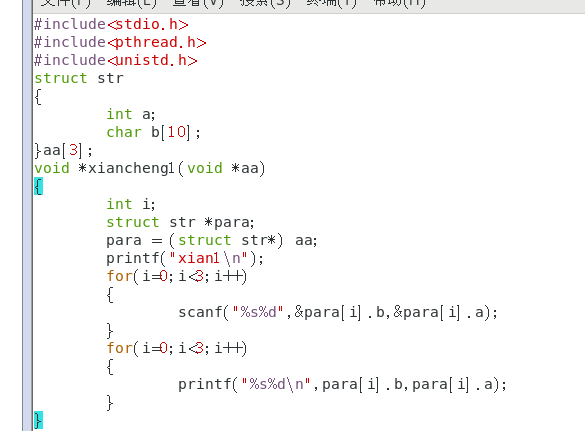 文件(F) 编辑(E) 查看(V) 搜索(S) 终端(T) 帮助(H)
#include<stdio.h>
#include<pthread.h>
#include<unistd.h>
struct str
{
        int a;
        char b[10];
}aa[3];
void *xiancheng1(void *aa)
{
        int i;
        struct str *para;
        para = (struct str*) aa;
        printf("xian1\n");
        for(i=0;i<3;i++)
        {
                scanf("%s%d",&para[i].b,&para[i].a);
        }
        for(i=0;i<3;i++)
        {
                printf("%s%d\n",para[i].b,para[i].a);
        }
}